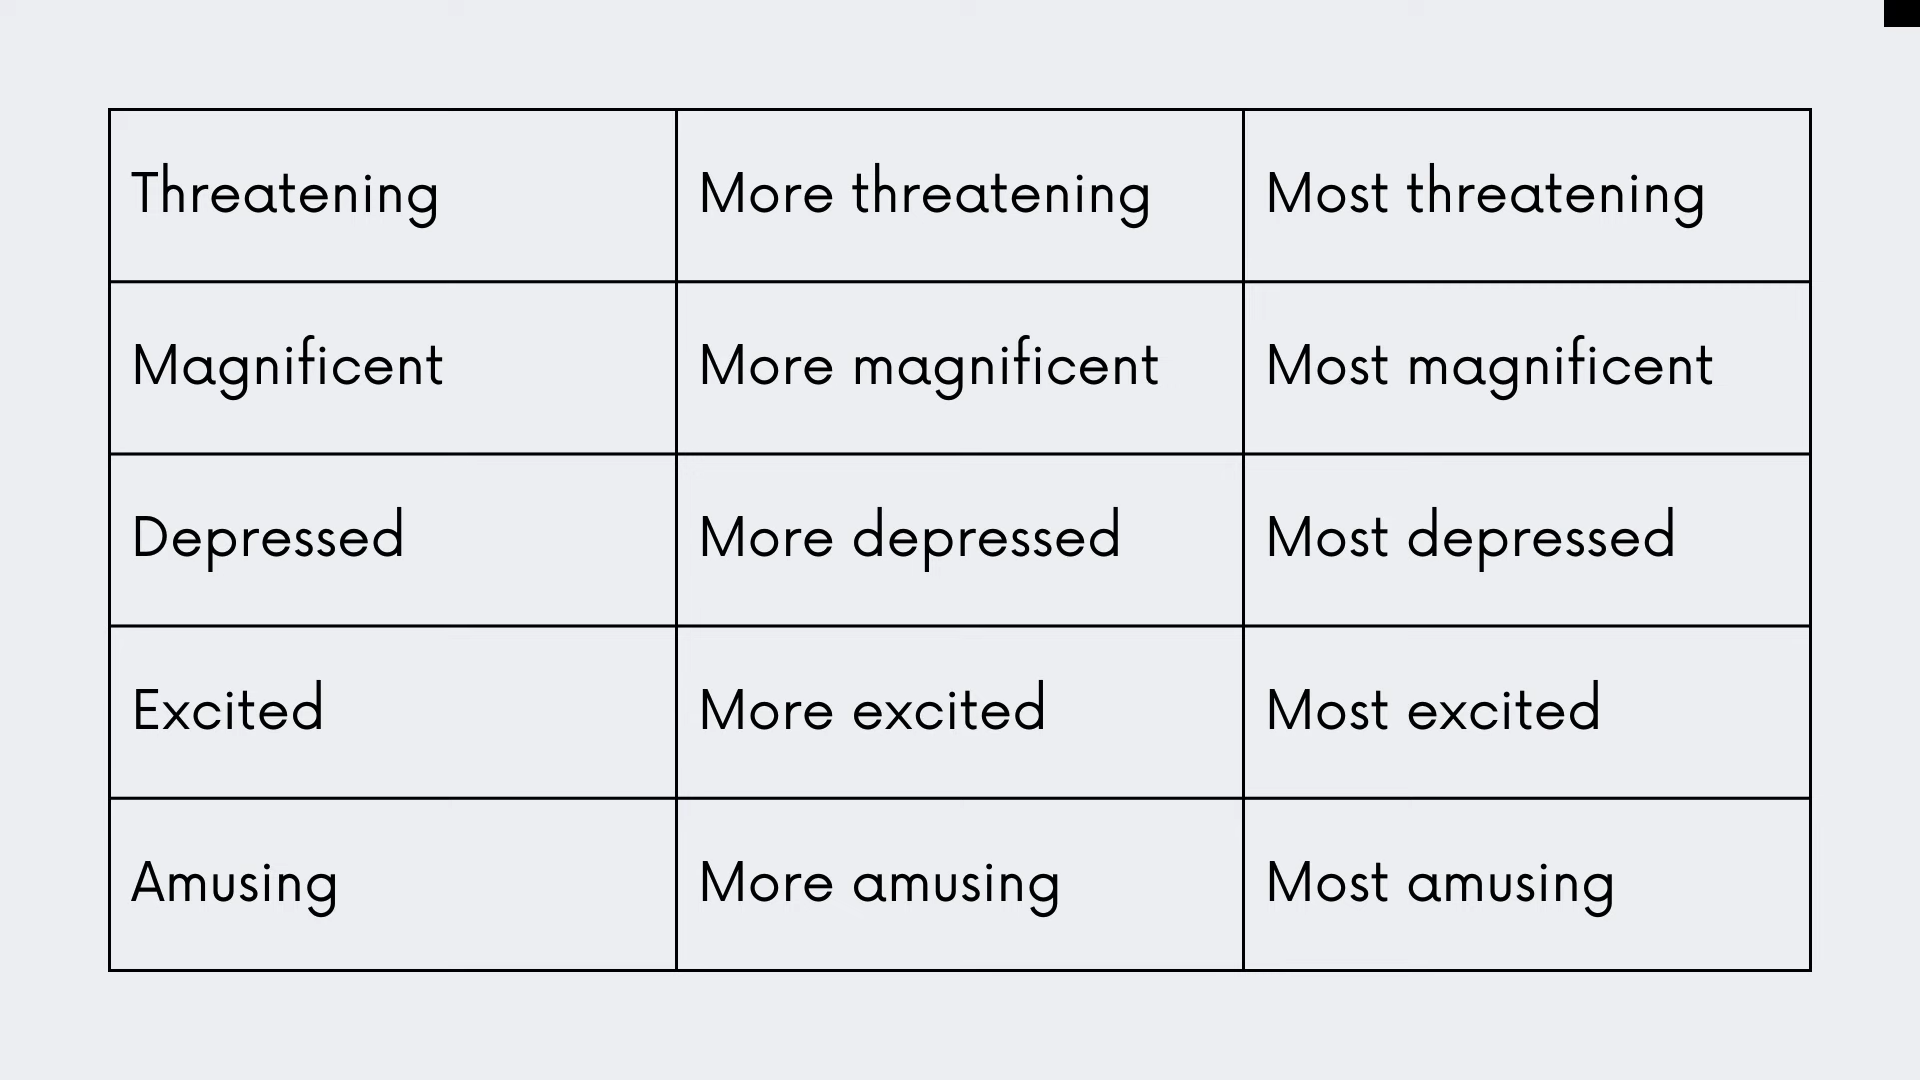 Threatening More threatening Most threatening
Magnificent More magnificent Most magnificent
Depressed More depressed Most depressed
Excited More excited Most excited
Amusing More amusing Most amusing